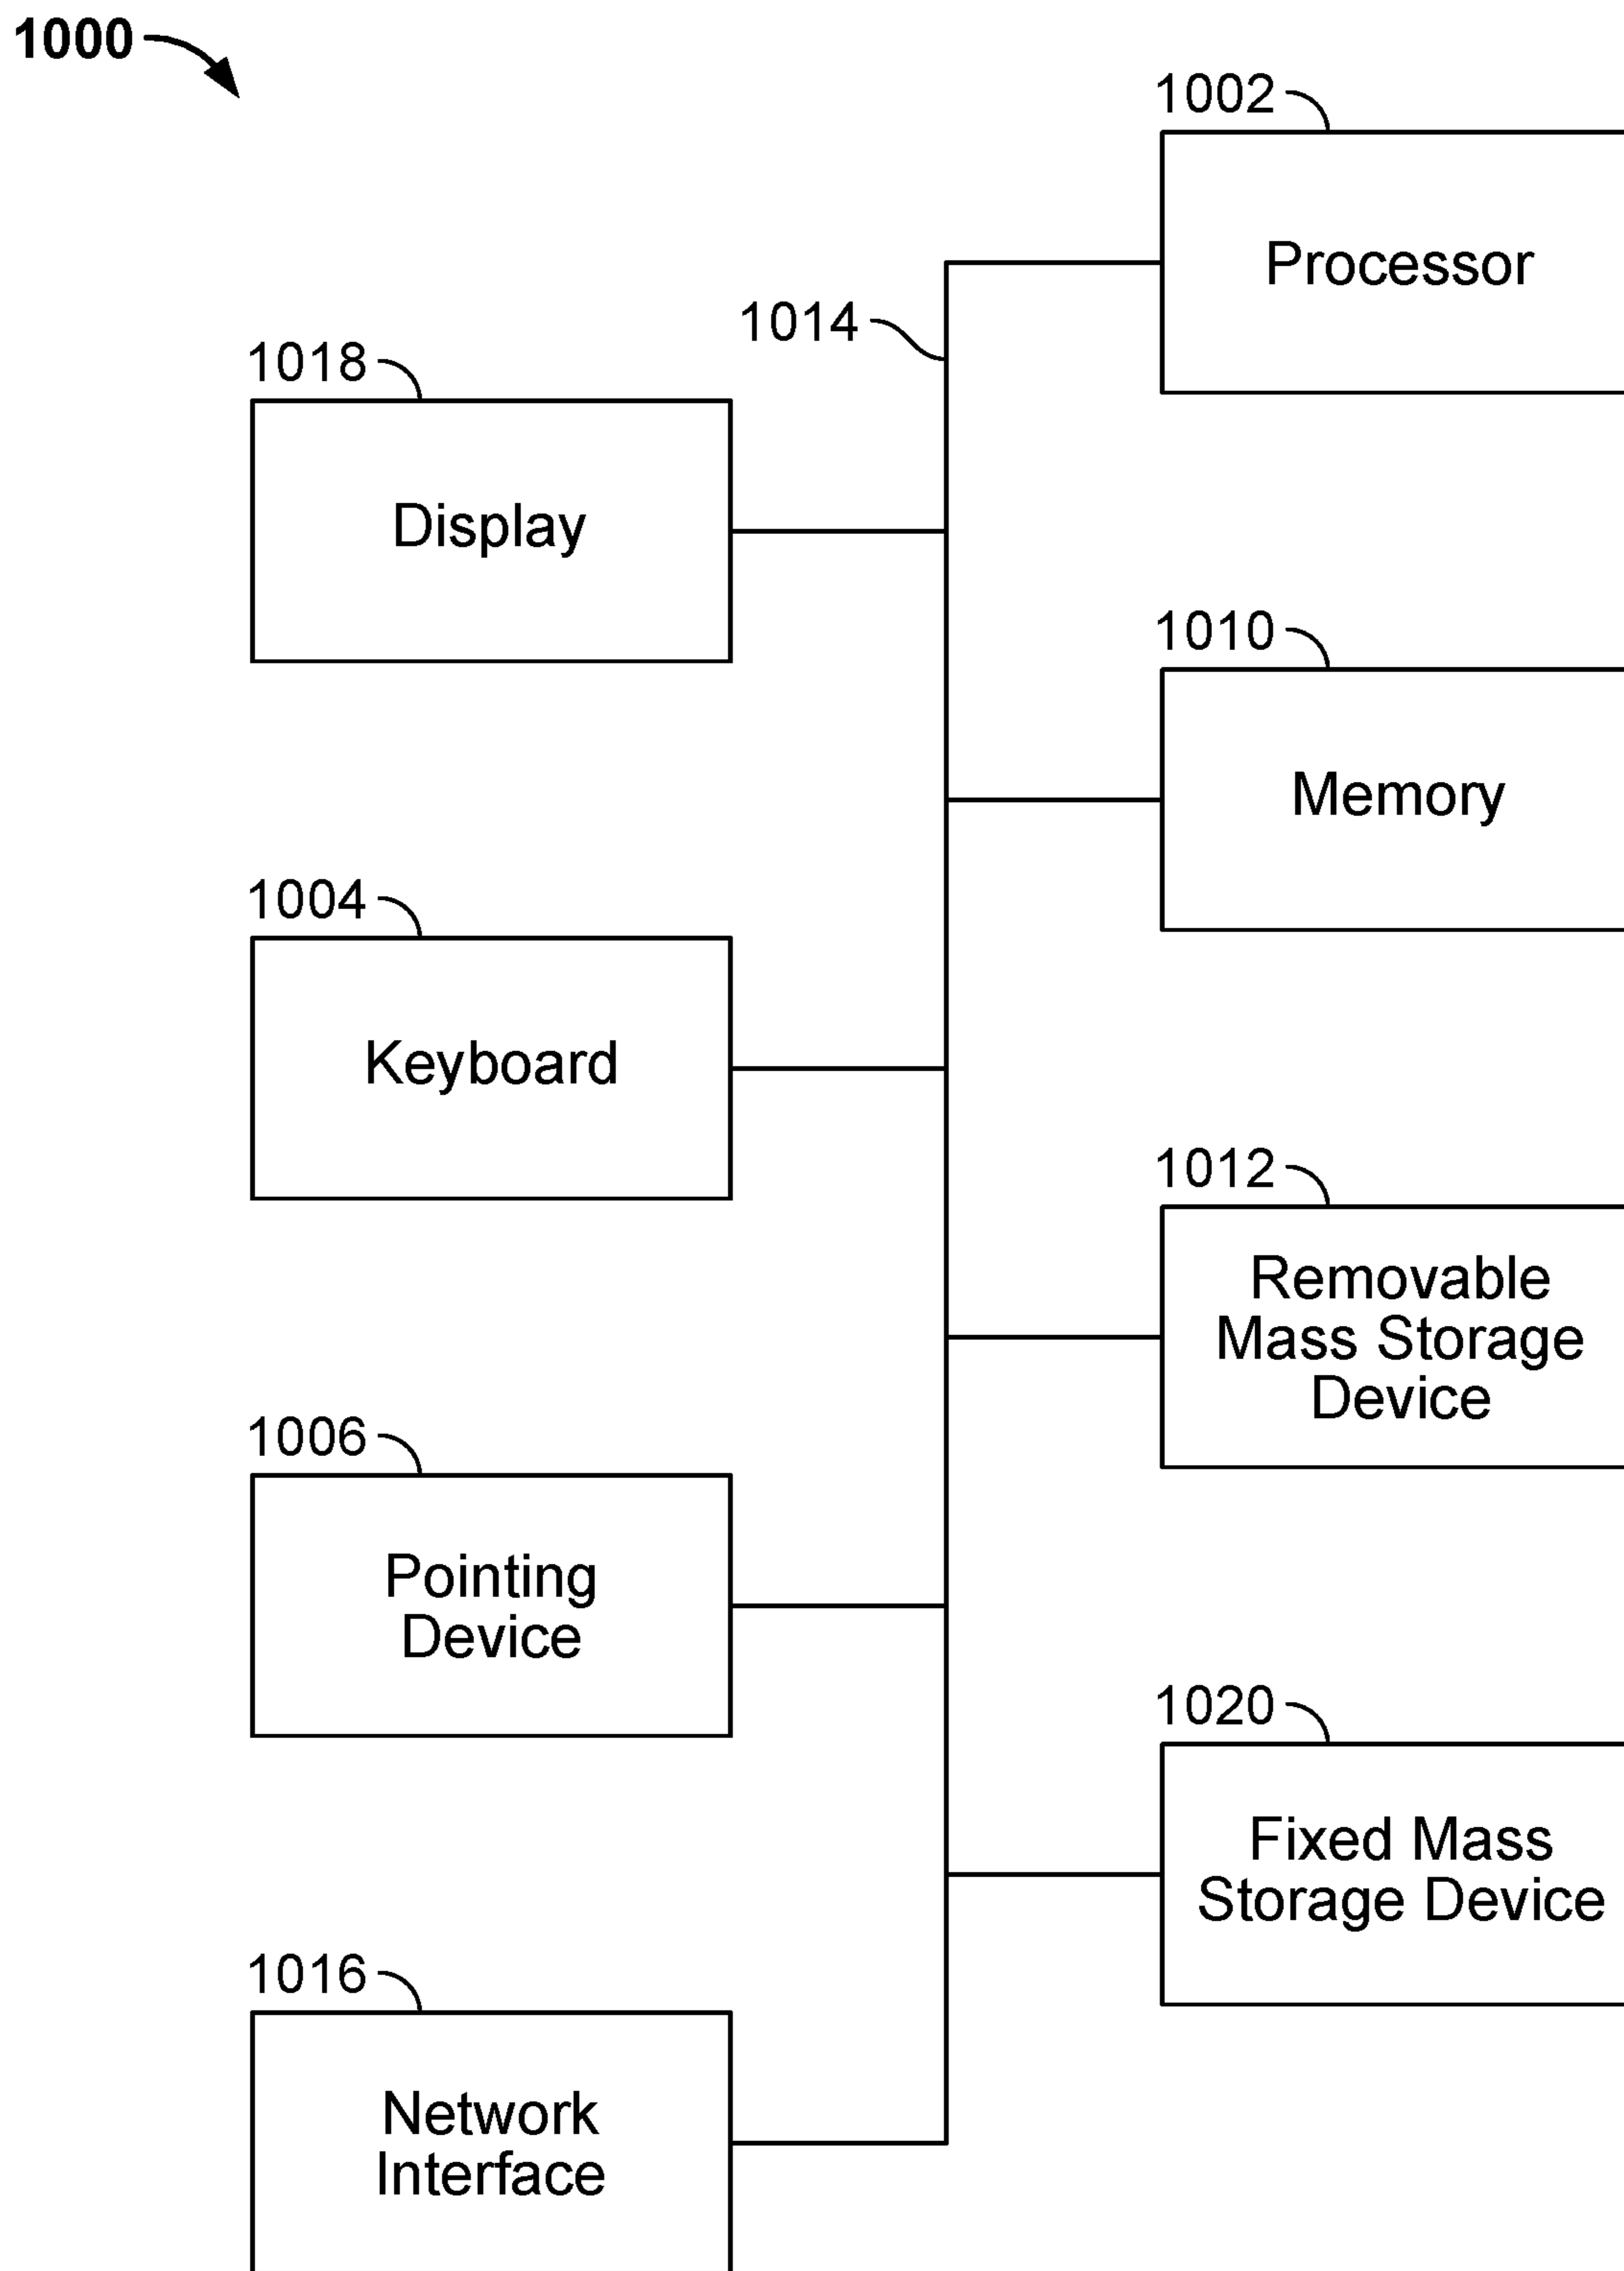 1000
1002
Processor
1014
1018
Display
1010
Memory
1004
Keyboard
1012
Removable
Mass Storage
Device
1006
Pointing
Device
1020
Fixed Mass
Storage Device
1016
Network
Interface